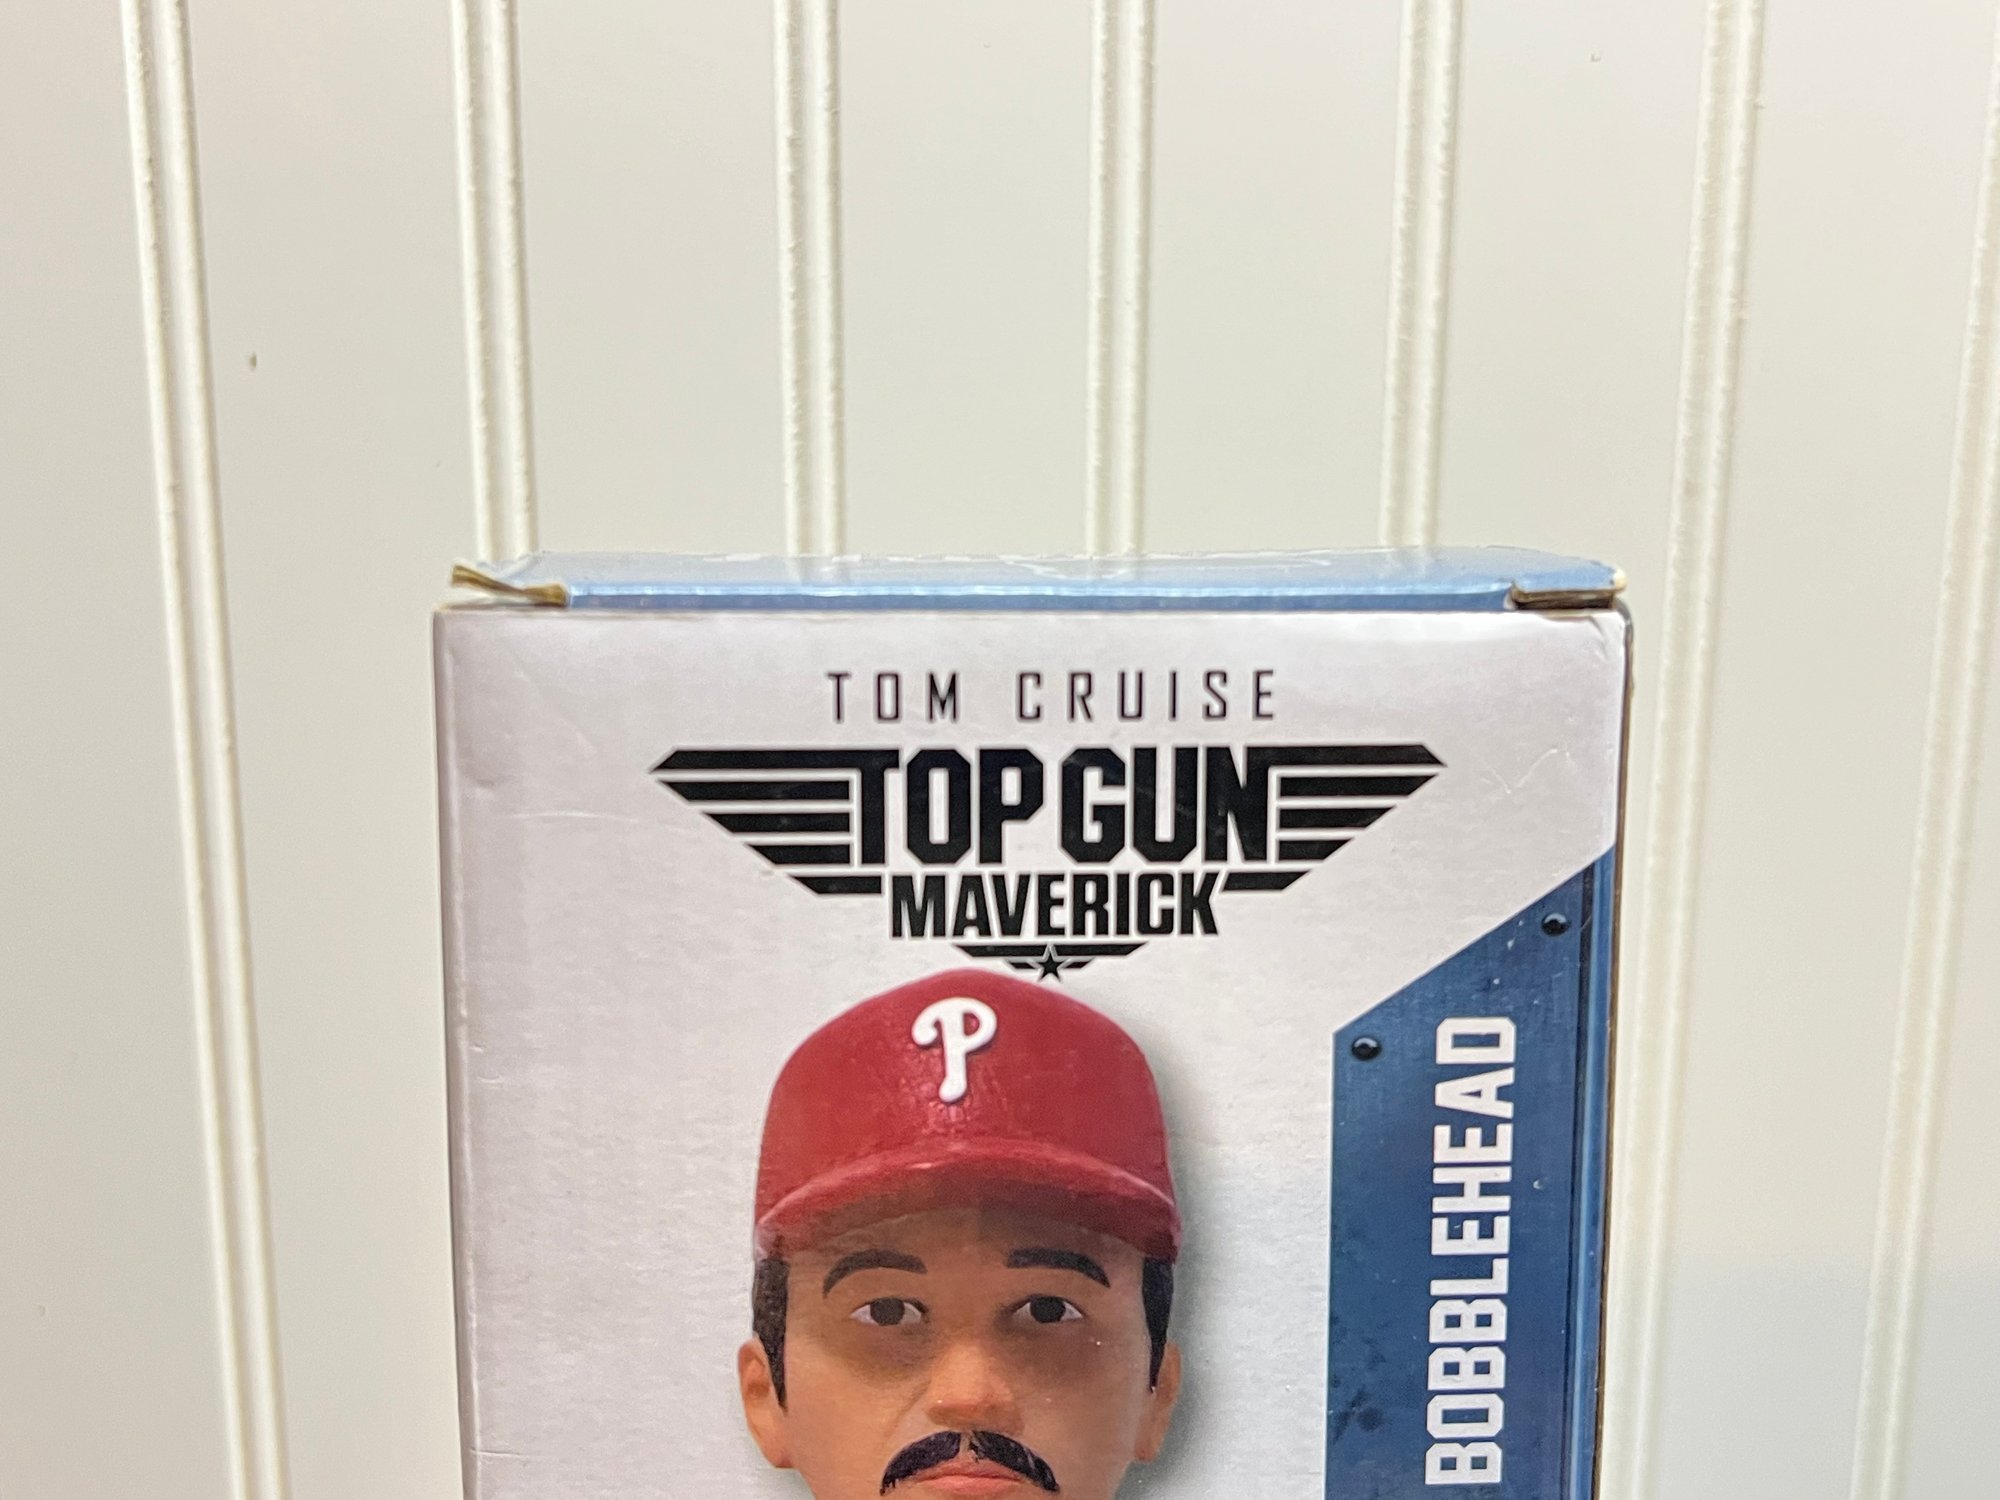 TOM CRUISE
TOP GUN
MAVERICK
P
BOBBLEHEAD